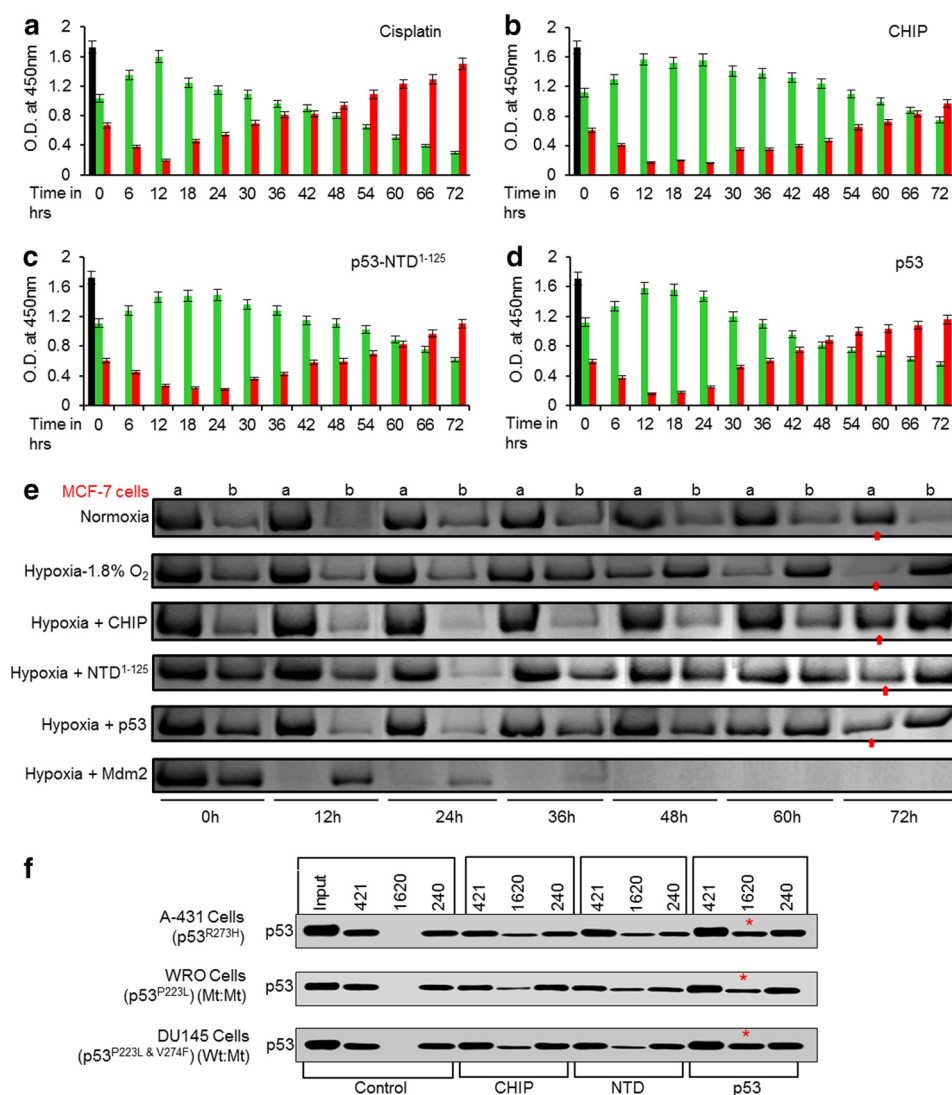 a
Cisplatin
O.D. at 450nm
2
1.6
1.2
0.8
0.4
0
Time in hrs
0 6 12 18 24 30 36 42 48 54 60 66 72
b
CHIP
O.D. at 450nm
2
1.6
1.2
0.8
0.4
0
Time in hrs
0 6 12 18 24 30 36 42 48 54 60 66 72
c
p53-NTD¹⁻¹²⁵
O.D. at 450nm
2
1.6
1.2
0.8
0.4
0
Time in hrs
0 6 12 18 24 30 36 42 48 54 60 66 72
d
p53
O.D. at 450nm
2
1.6
1.2
0.8
0.4
0
Time in hrs
0 6 12 18 24 30 36 42 48 54 60 66 72
e
MCF-7 cells a b a b a b a b a b a b a b
Normoxia
Hypoxia-1.8% O₂
Hypoxia + CHIP
Hypoxia + NTD¹⁻¹²⁵
Hypoxia + p53
Hypoxia + Mdm2
0h 12h 24h 36h 48h 60h 72h
f
Input 421 1620 240 421 1620 240 421 1620 240 421 1620 240
A-431 Cells
(p53ᴿ²⁷³ᴴ)
p53
*
WRO Cells
(p53ᴾ²²³ᴸ) (Mt:Mt)
p53
*
DU145 Cells
(p53ᴾ²²³ᴸ ＆ ⱽ²⁷⁴ꟳ) (Wt:Mt)
p53
*
Control CHIP NTD p53